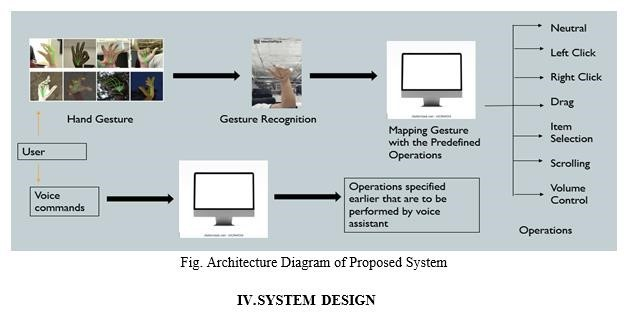 Hand Gesture
Gesture Recognition
Mapping Gesture
with the Predefined
Operations
Neutral
Left Click
Right Click
Drag
Item
Selection
Scrolling
Volume
Control
Operations
User
Voice
commands
Operations specified
earlier that are to be
performed by voice
assistant
Fig. Architecture Diagram of Proposed System
IV.SYSTEM DESIGN